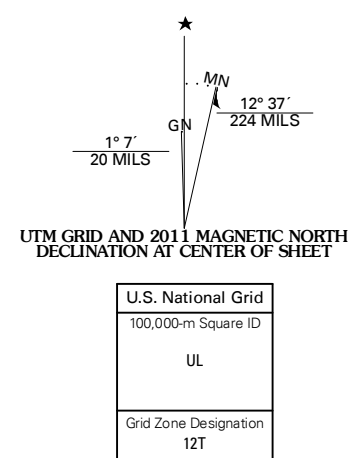 ★
MN
12° 37´
224 MILS
GN
1° 7´
20 MILS
UTM GRID AND 2011 MAGNETIC NORTH
DECLINATION AT CENTER OF SHEET
U.S. National Grid
100,000-m Square ID
UL
Grid Zone Designation
12T